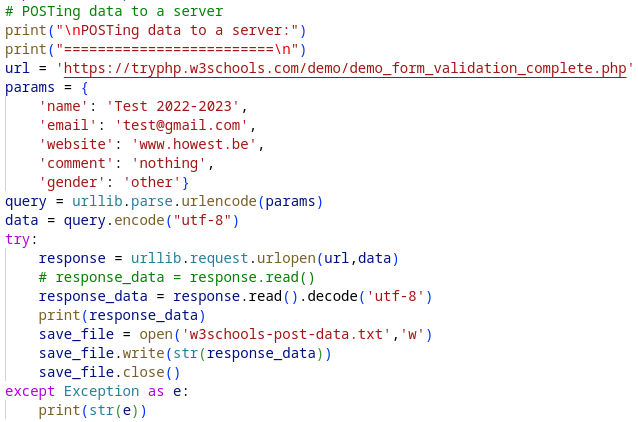 # POSTing data to a server
print("\nPOSTing data to a server:")
print("=========================\n")
url = 'https://tryphp.w3schools.com/demo/demo_form_validation_complete.php'
params = {
    'name': 'Test 2022-2023',
    'email': 'test@gmail.com',
    'website': 'www.howest.be',
    'comment': 'nothing',
    'gender': 'other'}
query = urllib.parse.urlencode(params)
data = query.encode("utf-8")
try:
    response = urllib.request.urlopen(url,data)
    # response_data = response.read()
    response_data = response.read().decode('utf-8')
    print(response_data)
    save_file = open('w3schools-post-data.txt','w')
    save_file.write(str(response_data))
    save_file.close()
except Exception as e:
    print(str(e))